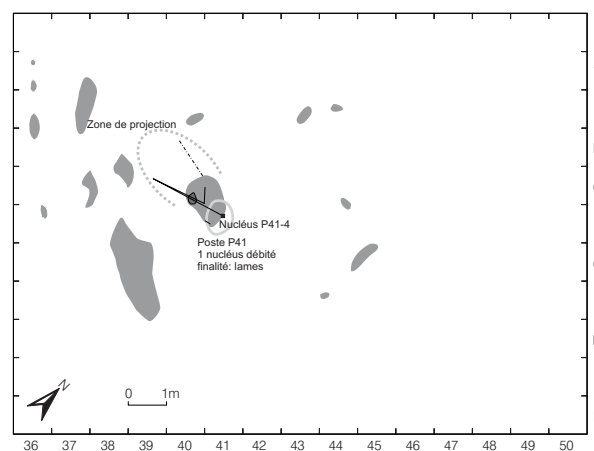 Zone de projection
Nucléus P41-4
Poste P41
1 nucléus débité
finalité: lames
N
0 1m
36 37 38 39 40 41 42 43 44 45 46 47 48 49 50